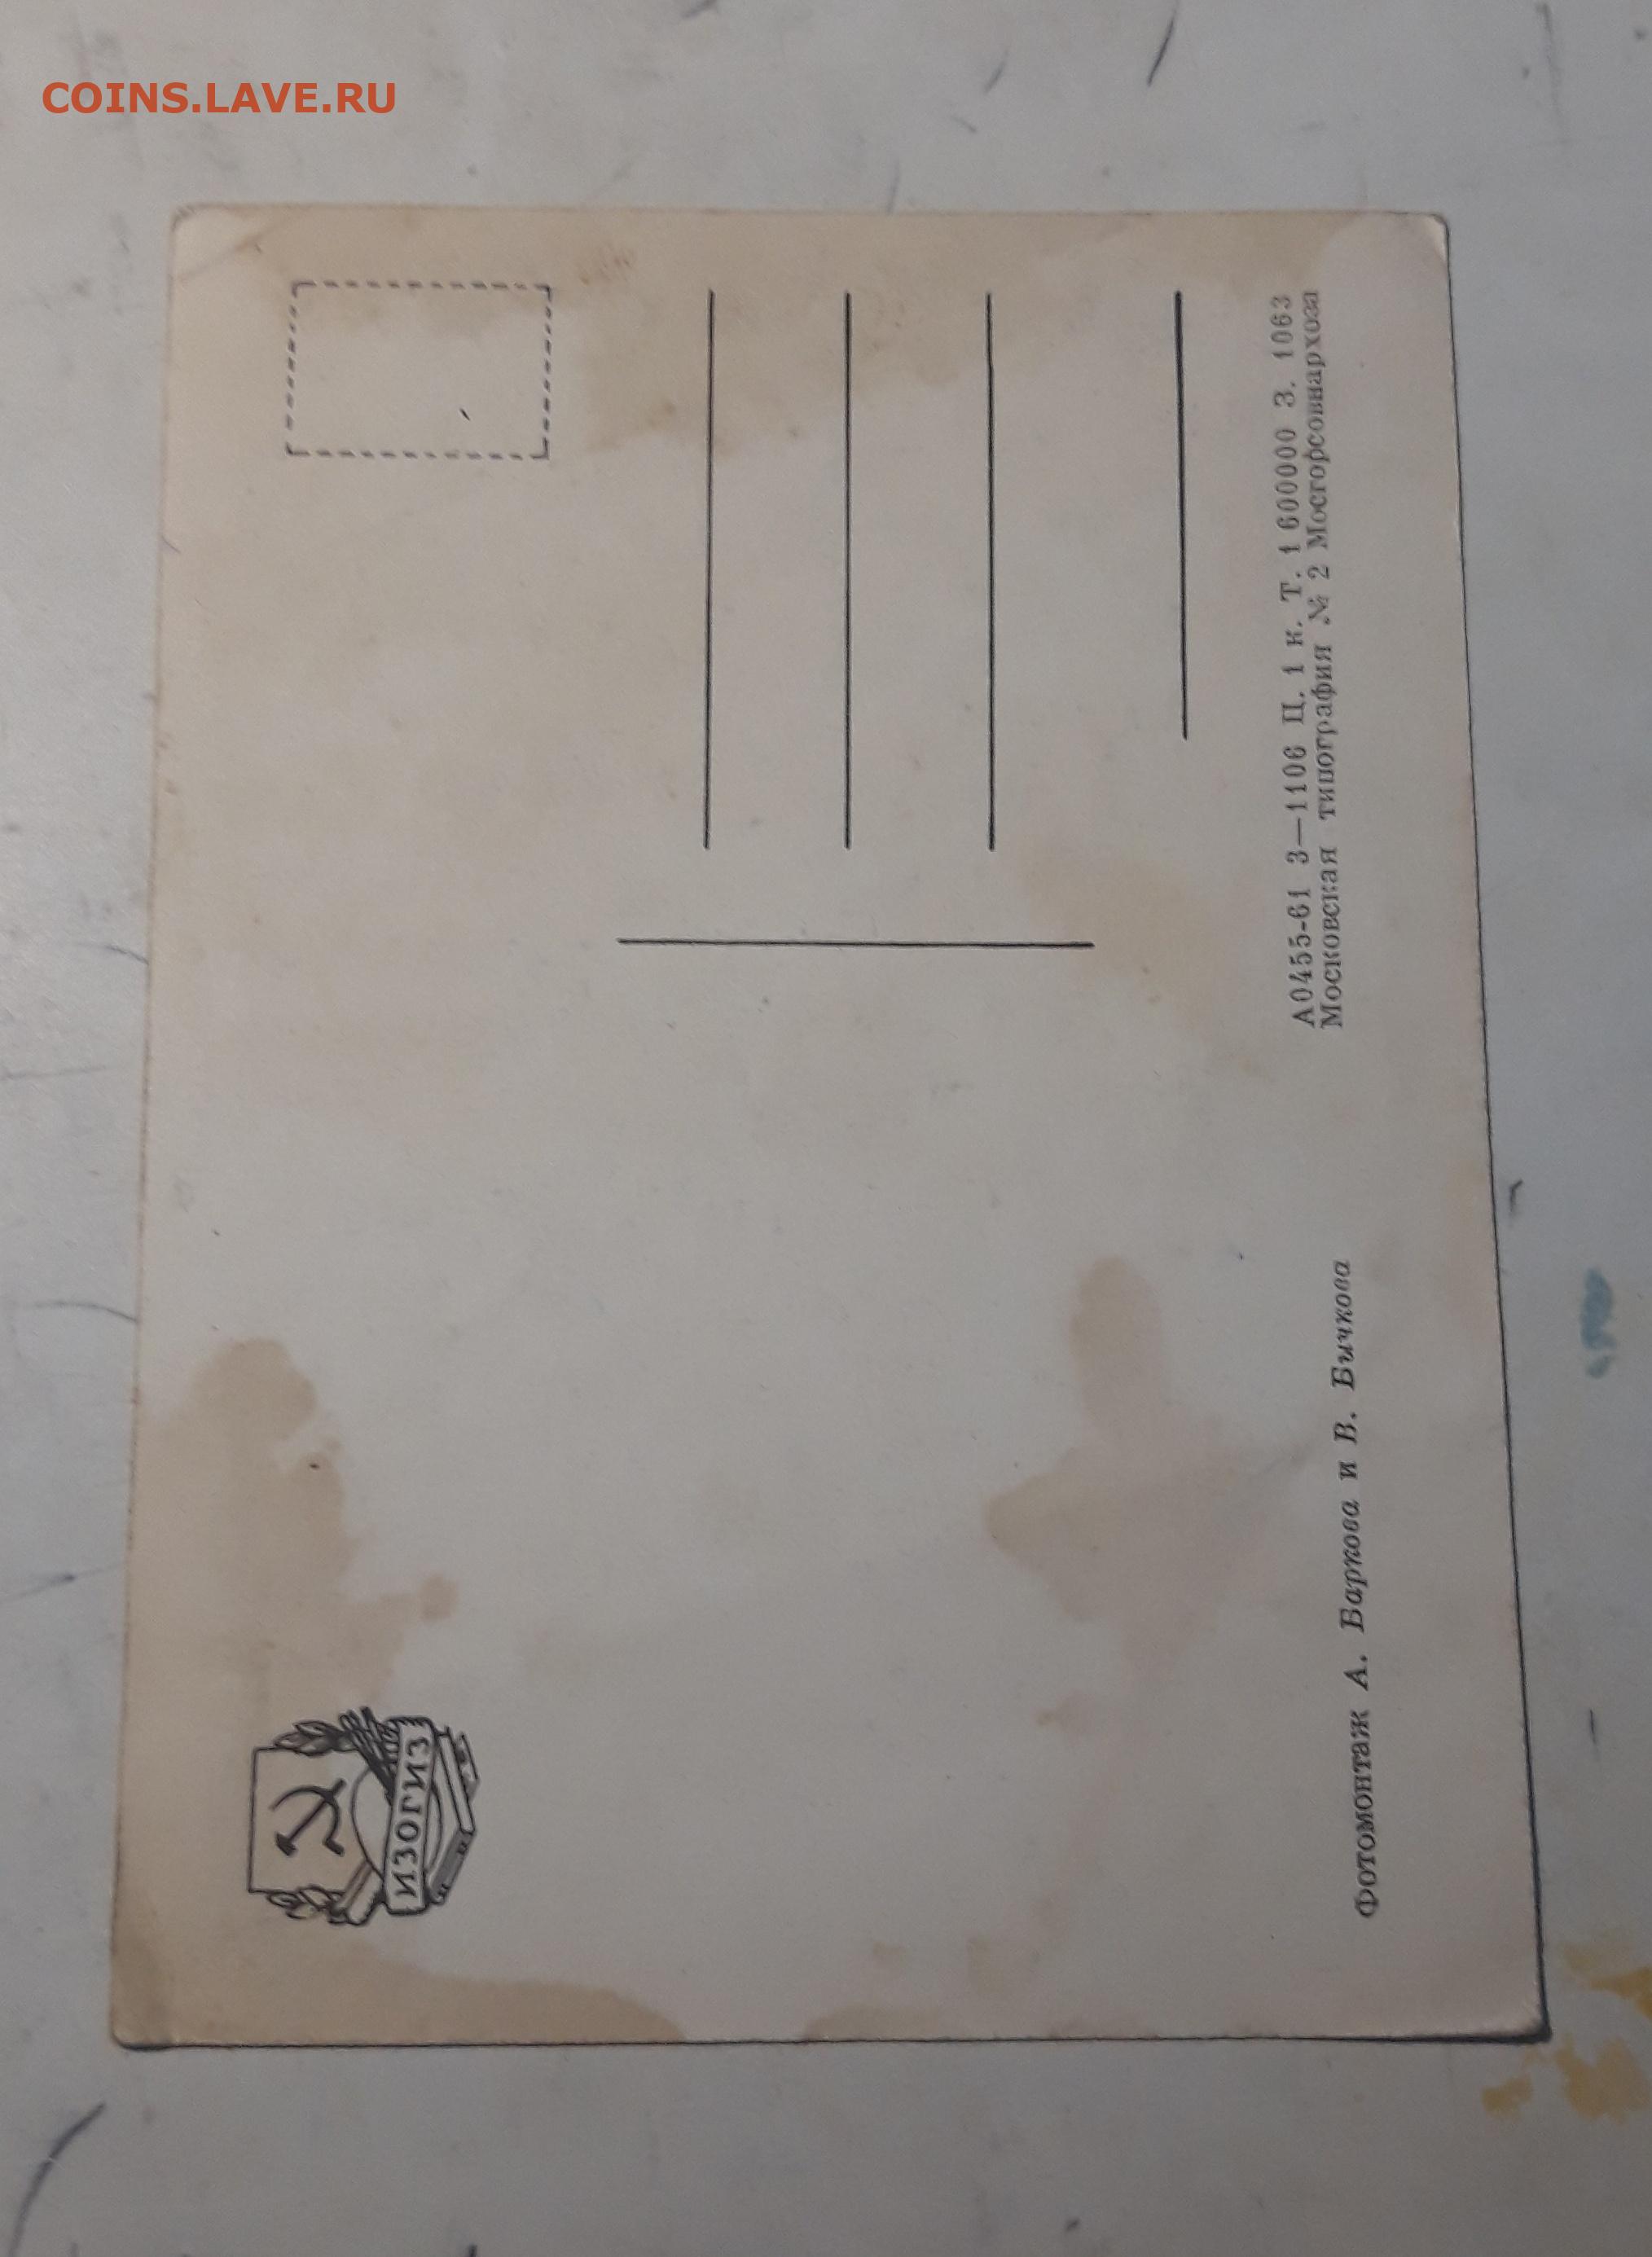 COINS.LAVE.RU
ИЗОГИЗ
Фотомонтаж А. Варкова и В. Бычкова
А0455-61 3—1106 Ц. 1 к. Т. 1 600000 З. 1063
Московская типография № 2 Мосгорсовнархоза